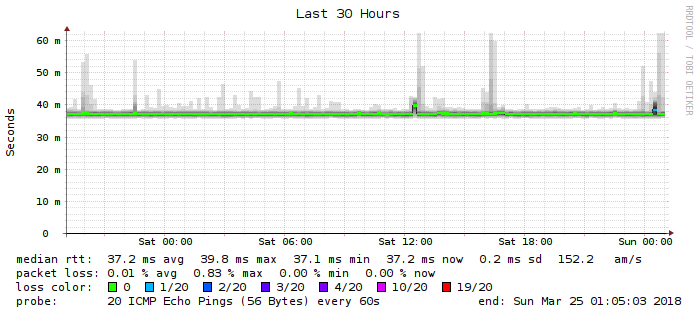 Last 30 Hours
RRDTOOL / TOBI OETIKER
Seconds
60 m
50 m
40 m
30 m
20 m
10 m
0
Sat 00:00 Sat 06:00 Sat 12:00 Sat 18:00 Sun 00:00
median rtt: 37.2 ms avg 39.8 ms max 37.1 ms min 37.2 ms now 0.2 ms sd 152.2 am/s
packet loss: 0.01 % avg 0.83 % max 0.00 % min 0.00 % now
loss color: 0 1/20 2/20 3/20 4/20 10/20 19/20
probe: 20 ICMP Echo Pings (56 Bytes) every 60s end: Sun Mar 25 01:05:03 2018